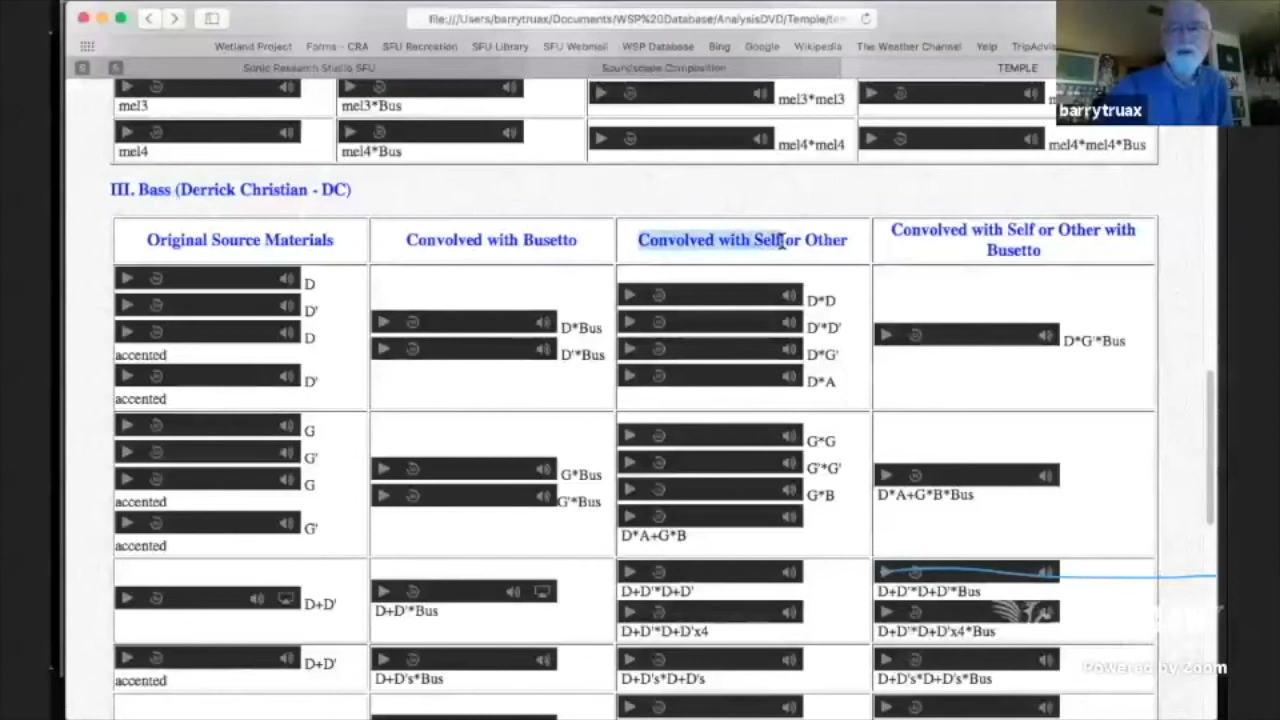 file:///Users/barrytruax/Documents/WSP%20Database/AnalysisDVD/Temple/
Wetland Project Forms - CRA SFU Recreation SFU Library SFU Webmail WSP Database Bing Google Wikipedia The Weather Channel Yelp TripAdvis
Sonic Research Studio SFU Soundscape Composition TEMPLE
barrytruax
mel3 mel3*Bus mel3*mel3
mel4 mel4*Bus mel4*mel4 mel4*mel4*Bus
III. Bass (Derrick Christian - DC)
Original Source Materials Convolved with Busetto Convolved with Self or Other Convolved with Self or Other with Busetto
D
D'
D
accented
D'
accented
D*Bus
D'*Bus
D*D
D'*D'
D*G'
D*A
D*G'*Bus
G
G'
G
accented
G'
accented
G*Bus
G'*Bus
G*G
G'*G'
G*B
D*A+G*B
D*A+G*B*Bus
D+D'
D+D'*Bus
D+D'*D+D'
D+D'*D+D'x4
D+D'*D+D'*Bus
D+D'*D+D'x4*Bus
D+D'
accented
D+D's*Bus
D+D's*D+D's
D+D's*D+D's*Bus
Powered by Zoom